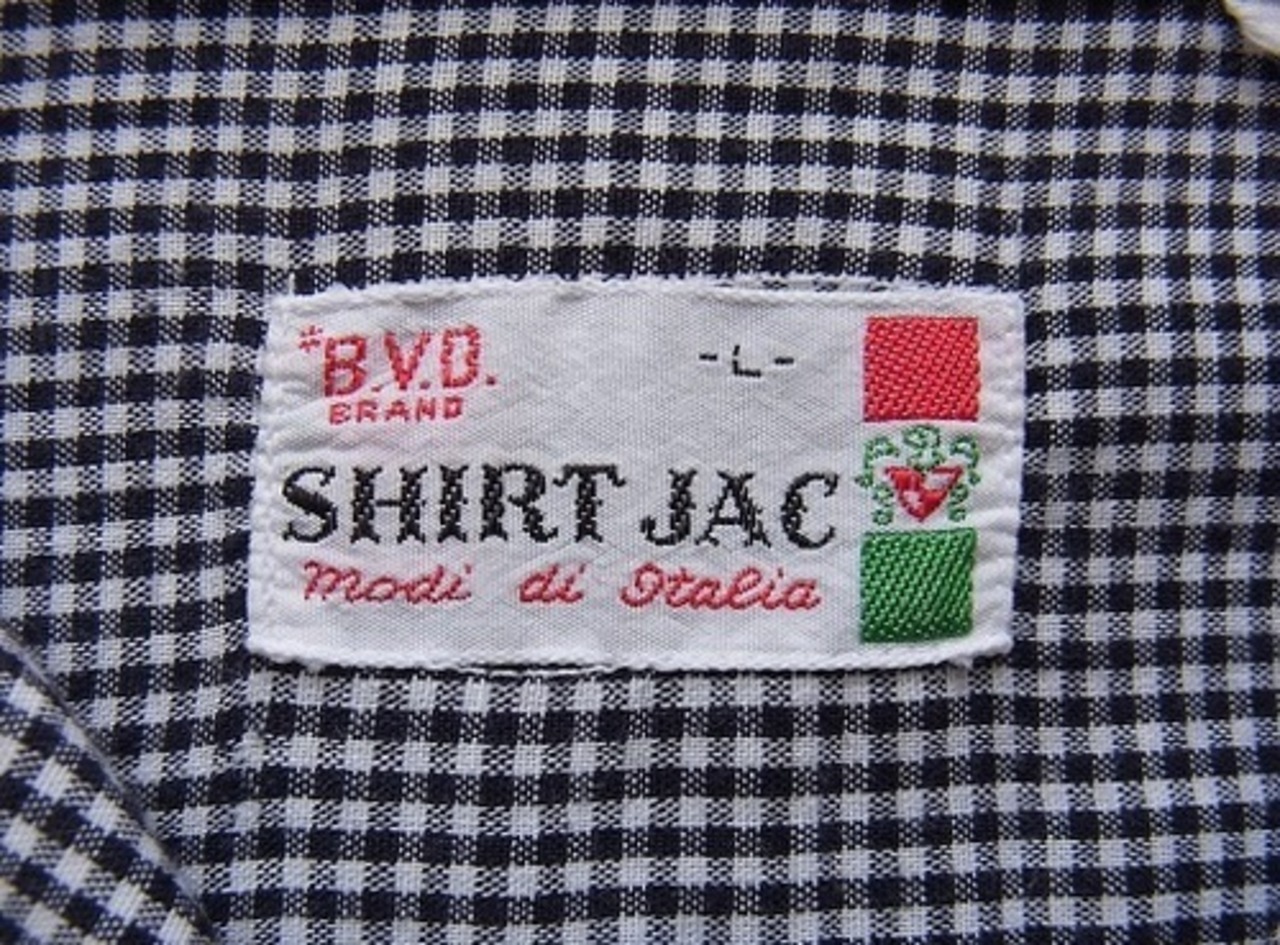 *B.V.D.
BRAND
-L-
SHIRT JAC
Modi di Italia